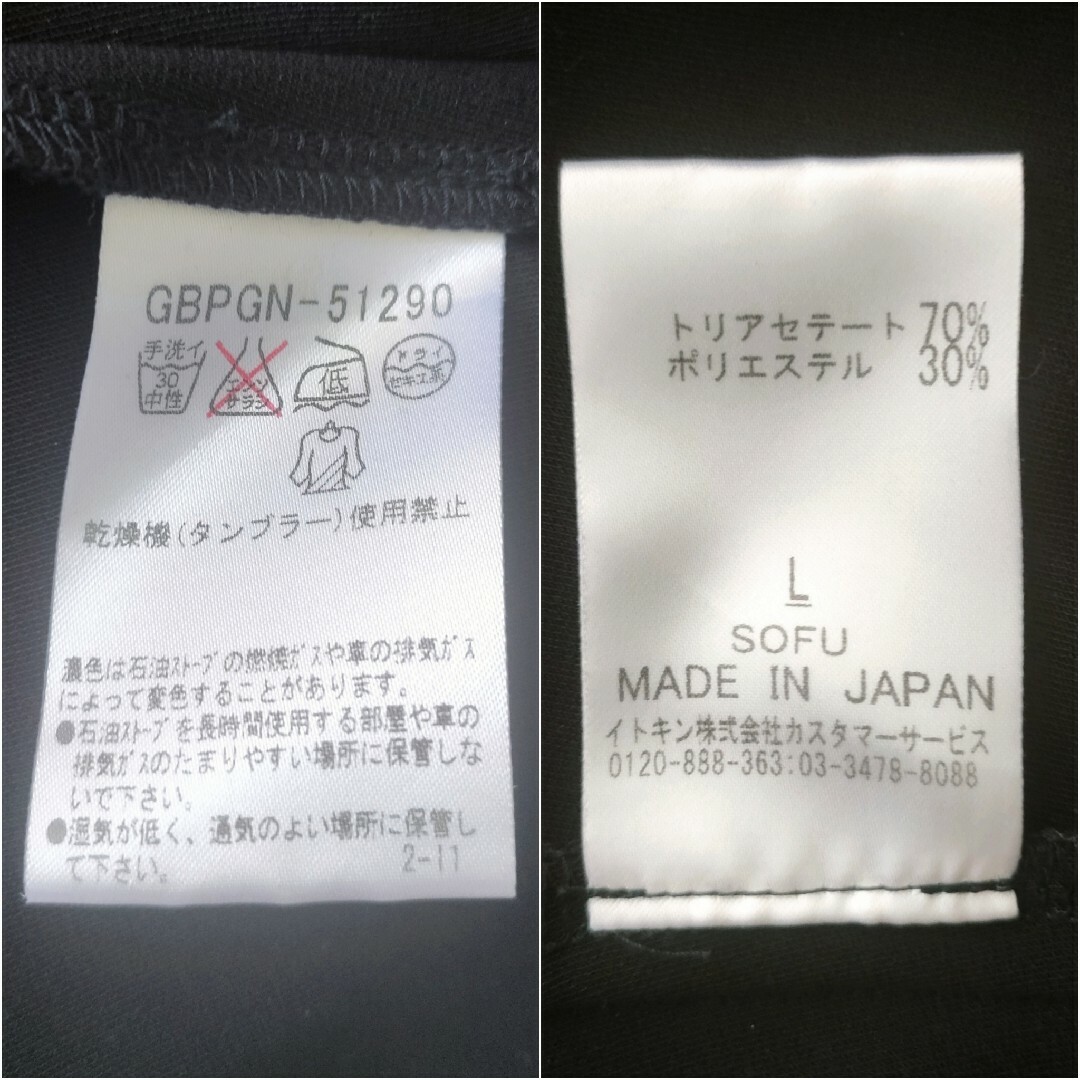 GBPGN-51290
手洗イ
30
中性
エンソ
サラシ
低
ドライ
セキユ系
乾燥機(タンブラー)使用禁止
濃色は石油ｽﾄｰﾌﾞの燃焼ｶﾞｽや車の排気ｶﾞｽ
によって変色することがあります。
●石油ｽﾄｰﾌﾞを長時間使用する部屋や車の
排気ｶﾞｽのたまりやすい場所に保管しな
いで下さい。
●湿気が低く、通気のよい場所に保管し
て下さい。
2-11
トリアセテート 70%
ポリエステル 30%
L
SOFU
MADE IN JAPAN
イトキン株式会社カスタマーサービス
0120-888-363:03-3478-8088